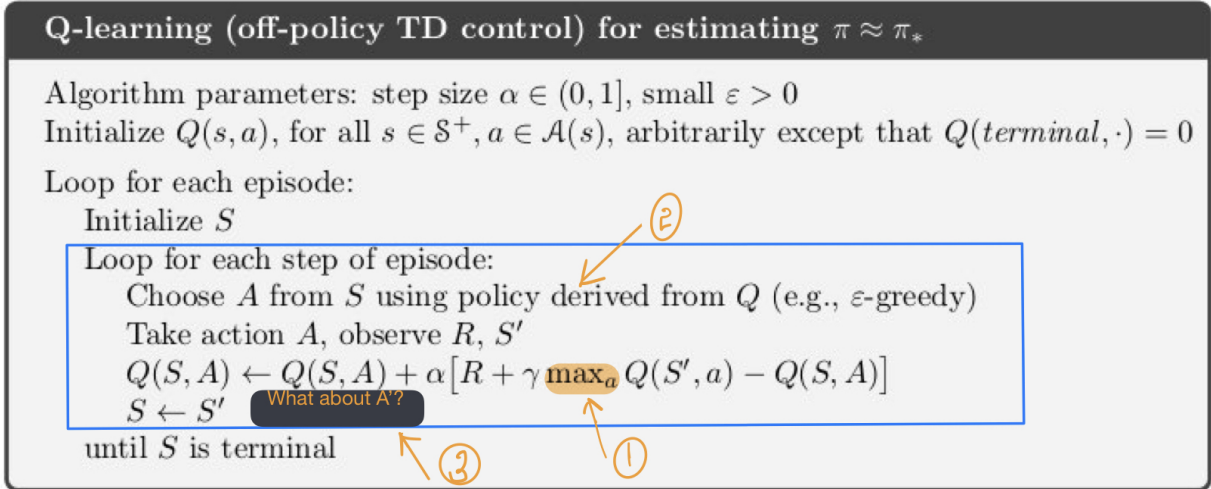 Q-learning (off-policy TD control) for estimating π ≈ π*
Algorithm parameters: step size α ∈ (0, 1], small ε > 0
Initialize Q(s, a), for all s ∈ 𝒮⁺, a ∈ 𝒜(s), arbitrarily except that Q(terminal, ·) = 0
Loop for each episode:
Initialize S
②
Loop for each step of episode:
Choose A from S using policy derived from Q (e.g., ε-greedy)
Take action A, observe R, S′
Q(S, A) ← Q(S, A) + α[R + γ maxₐ Q(S′, a) − Q(S, A)]
S ← S′ What about A'?
until S is terminal
③ ①